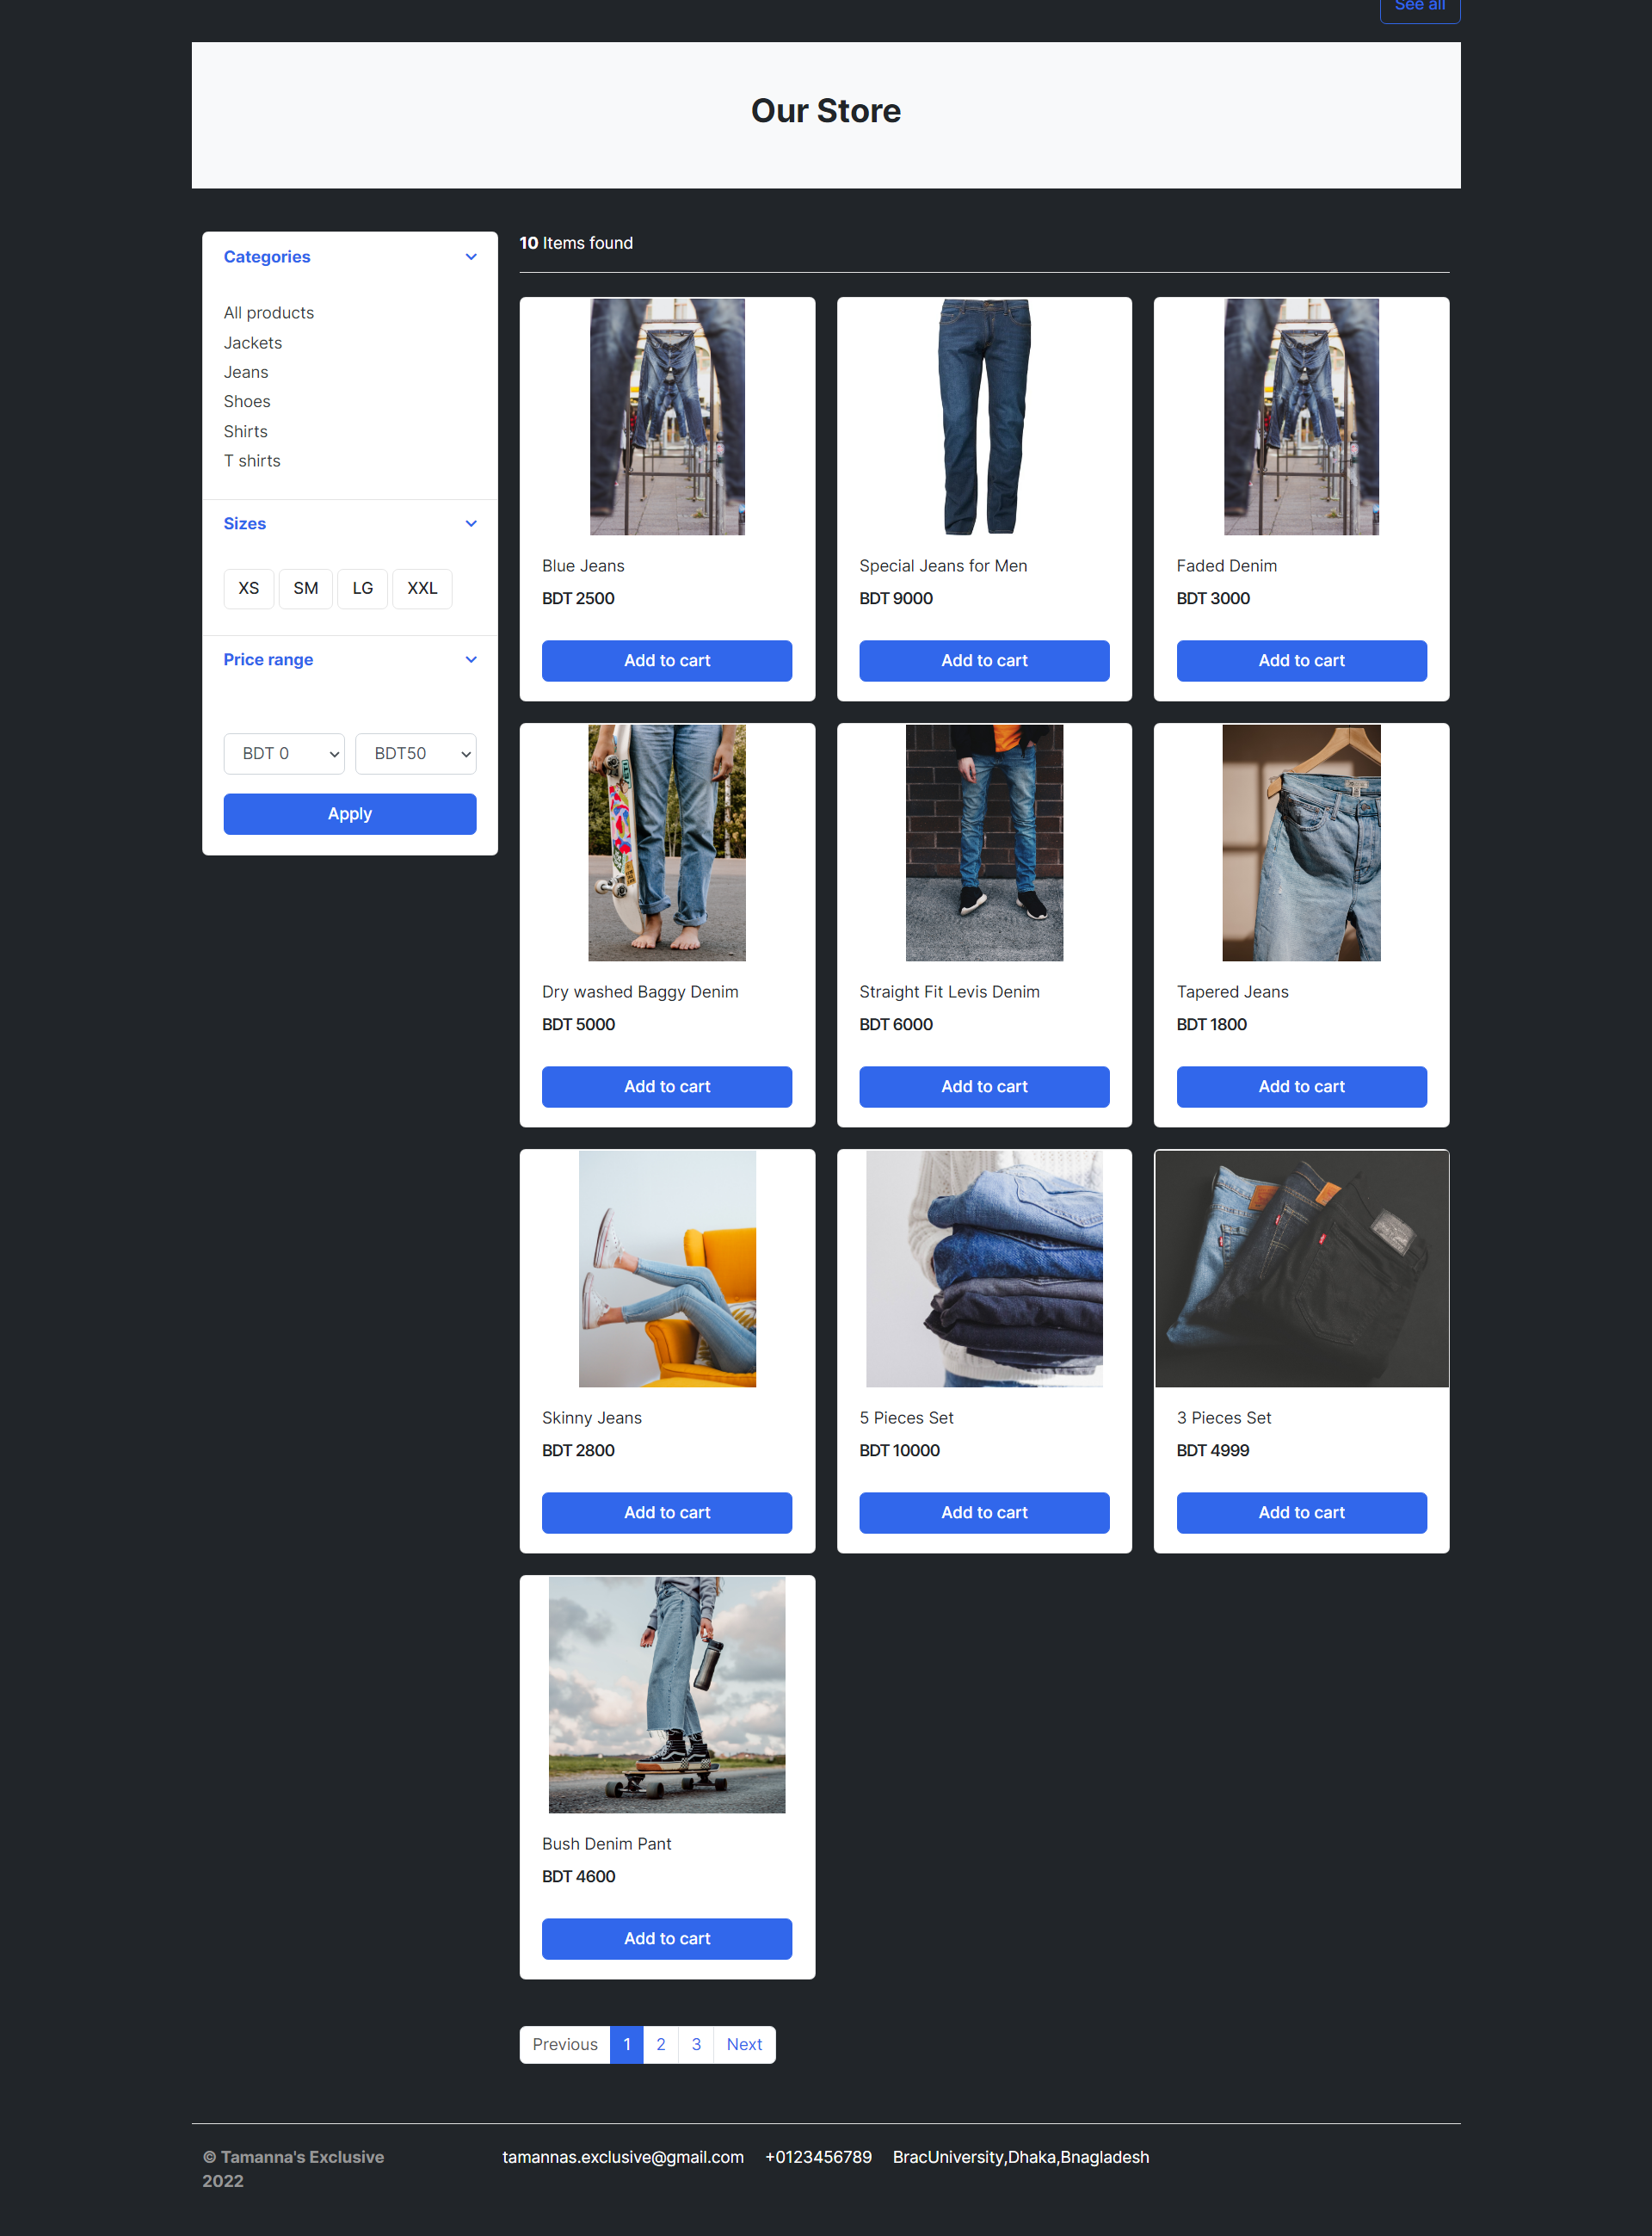 See all
Our Store
Categories
All products
Jackets
Jeans
Shoes
Shirts
T shirts
Sizes
XS SM LG XXL
Price range
BDT 0 BDT50
Apply
10 Items found
Blue Jeans
BDT 2500
Add to cart
Special Jeans for Men
BDT 9000
Add to cart
Faded Denim
BDT 3000
Add to cart
Dry washed Baggy Denim
BDT 5000
Add to cart
Straight Fit Levis Denim
BDT 6000
Add to cart
Tapered Jeans
BDT 1800
Add to cart
Skinny Jeans
BDT 2800
Add to cart
5 Pieces Set
BDT 10000
Add to cart
3 Pieces Set
BDT 4999
Add to cart
Bush Denim Pant
BDT 4600
Add to cart
Previous 1 2 3 Next
© Tamanna's Exclusive
2022
tamannas.exclusive@gmail.com +0123456789 BracUniversity,Dhaka,Bnagladesh